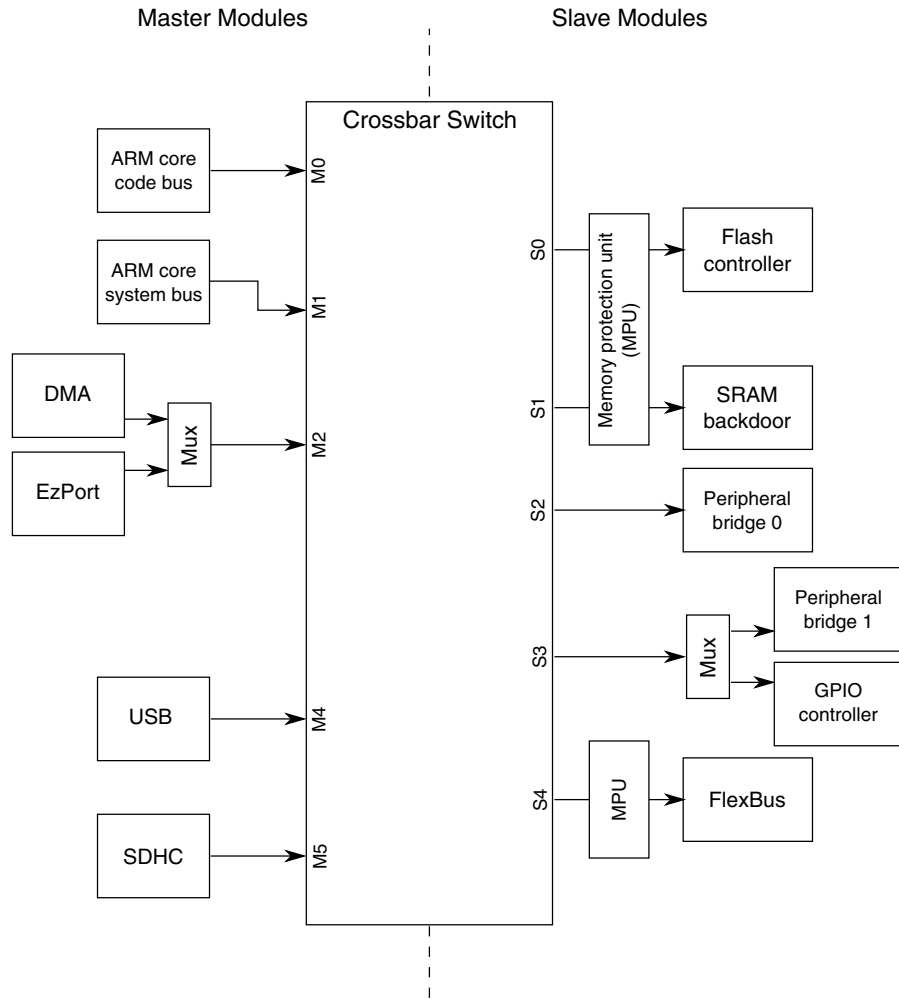 Master Modules
Slave Modules
Crossbar Switch
ARM core
code bus
M0
ARM core
system bus
M1
DMA
EzPort
Mux
M2
USB
M4
SDHC
M5
S0
Memory protection unit
(MPU)
Flash
controller
S1
SRAM
backdoor
S2
Peripheral
bridge 0
S3
Mux
Peripheral
bridge 1
GPIO
controller
S4
MPU
FlexBus